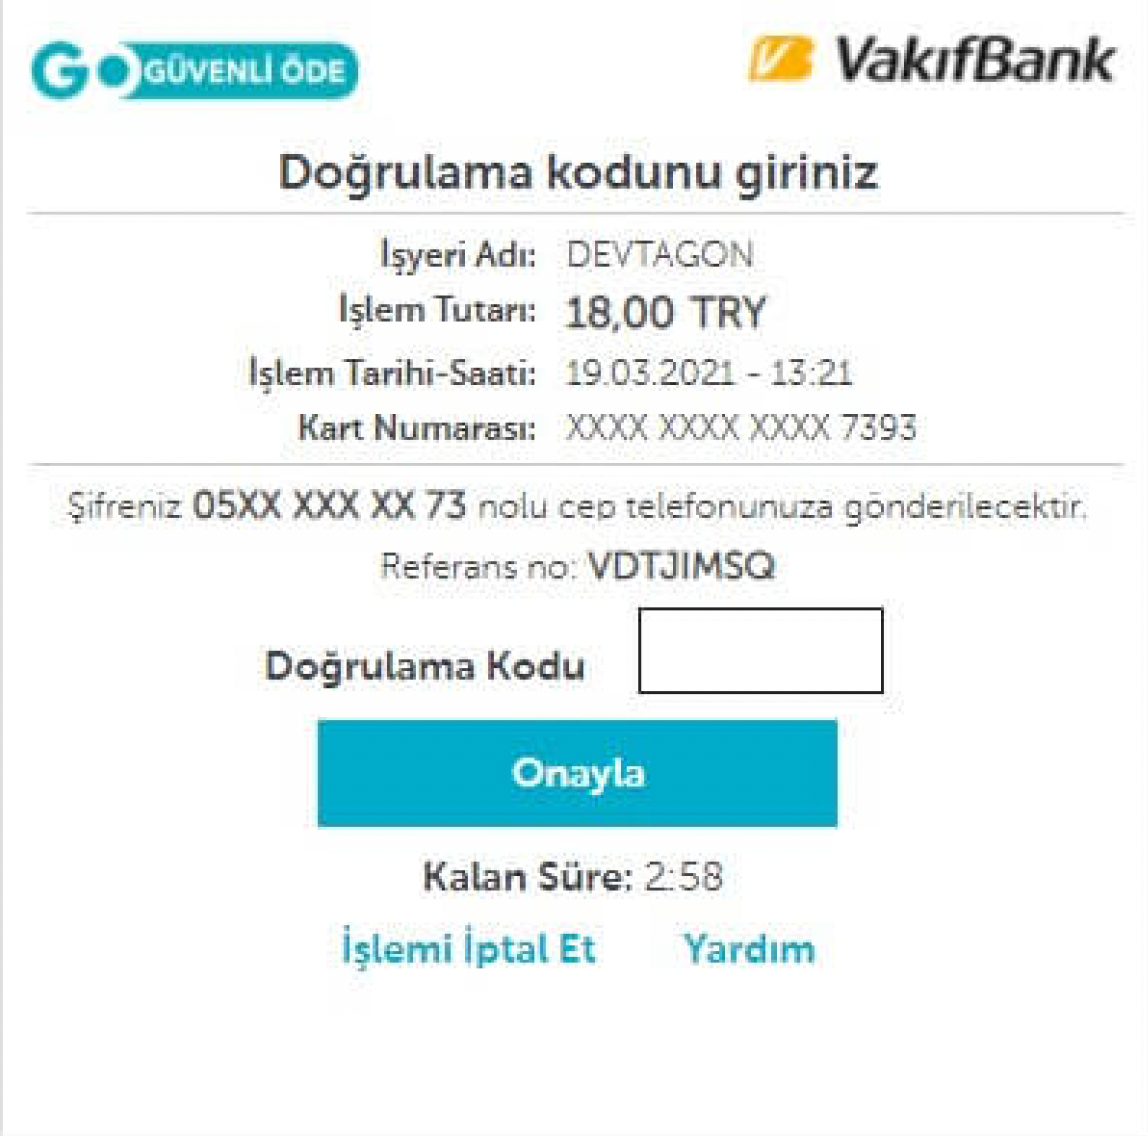 GO GÜVENLİ ÖDE VakıfBank
Doğrulama kodunu giriniz
İşyeri Adı: DEVTAGON
İşlem Tutarı: 18,00 TRY
İşlem Tarihi-Saati: 19.03.2021 - 13:21
Kart Numarası: XXXX XXXX XXXX 7393
Şifreniz 05XX XXX XX 73 nolu cep telefonunuza gönderilecektir.
Referans no: VDTJIMSQ
Doğrulama Kodu
Onayla
Kalan Süre: 2:58
İşlemi İptal Et Yardım